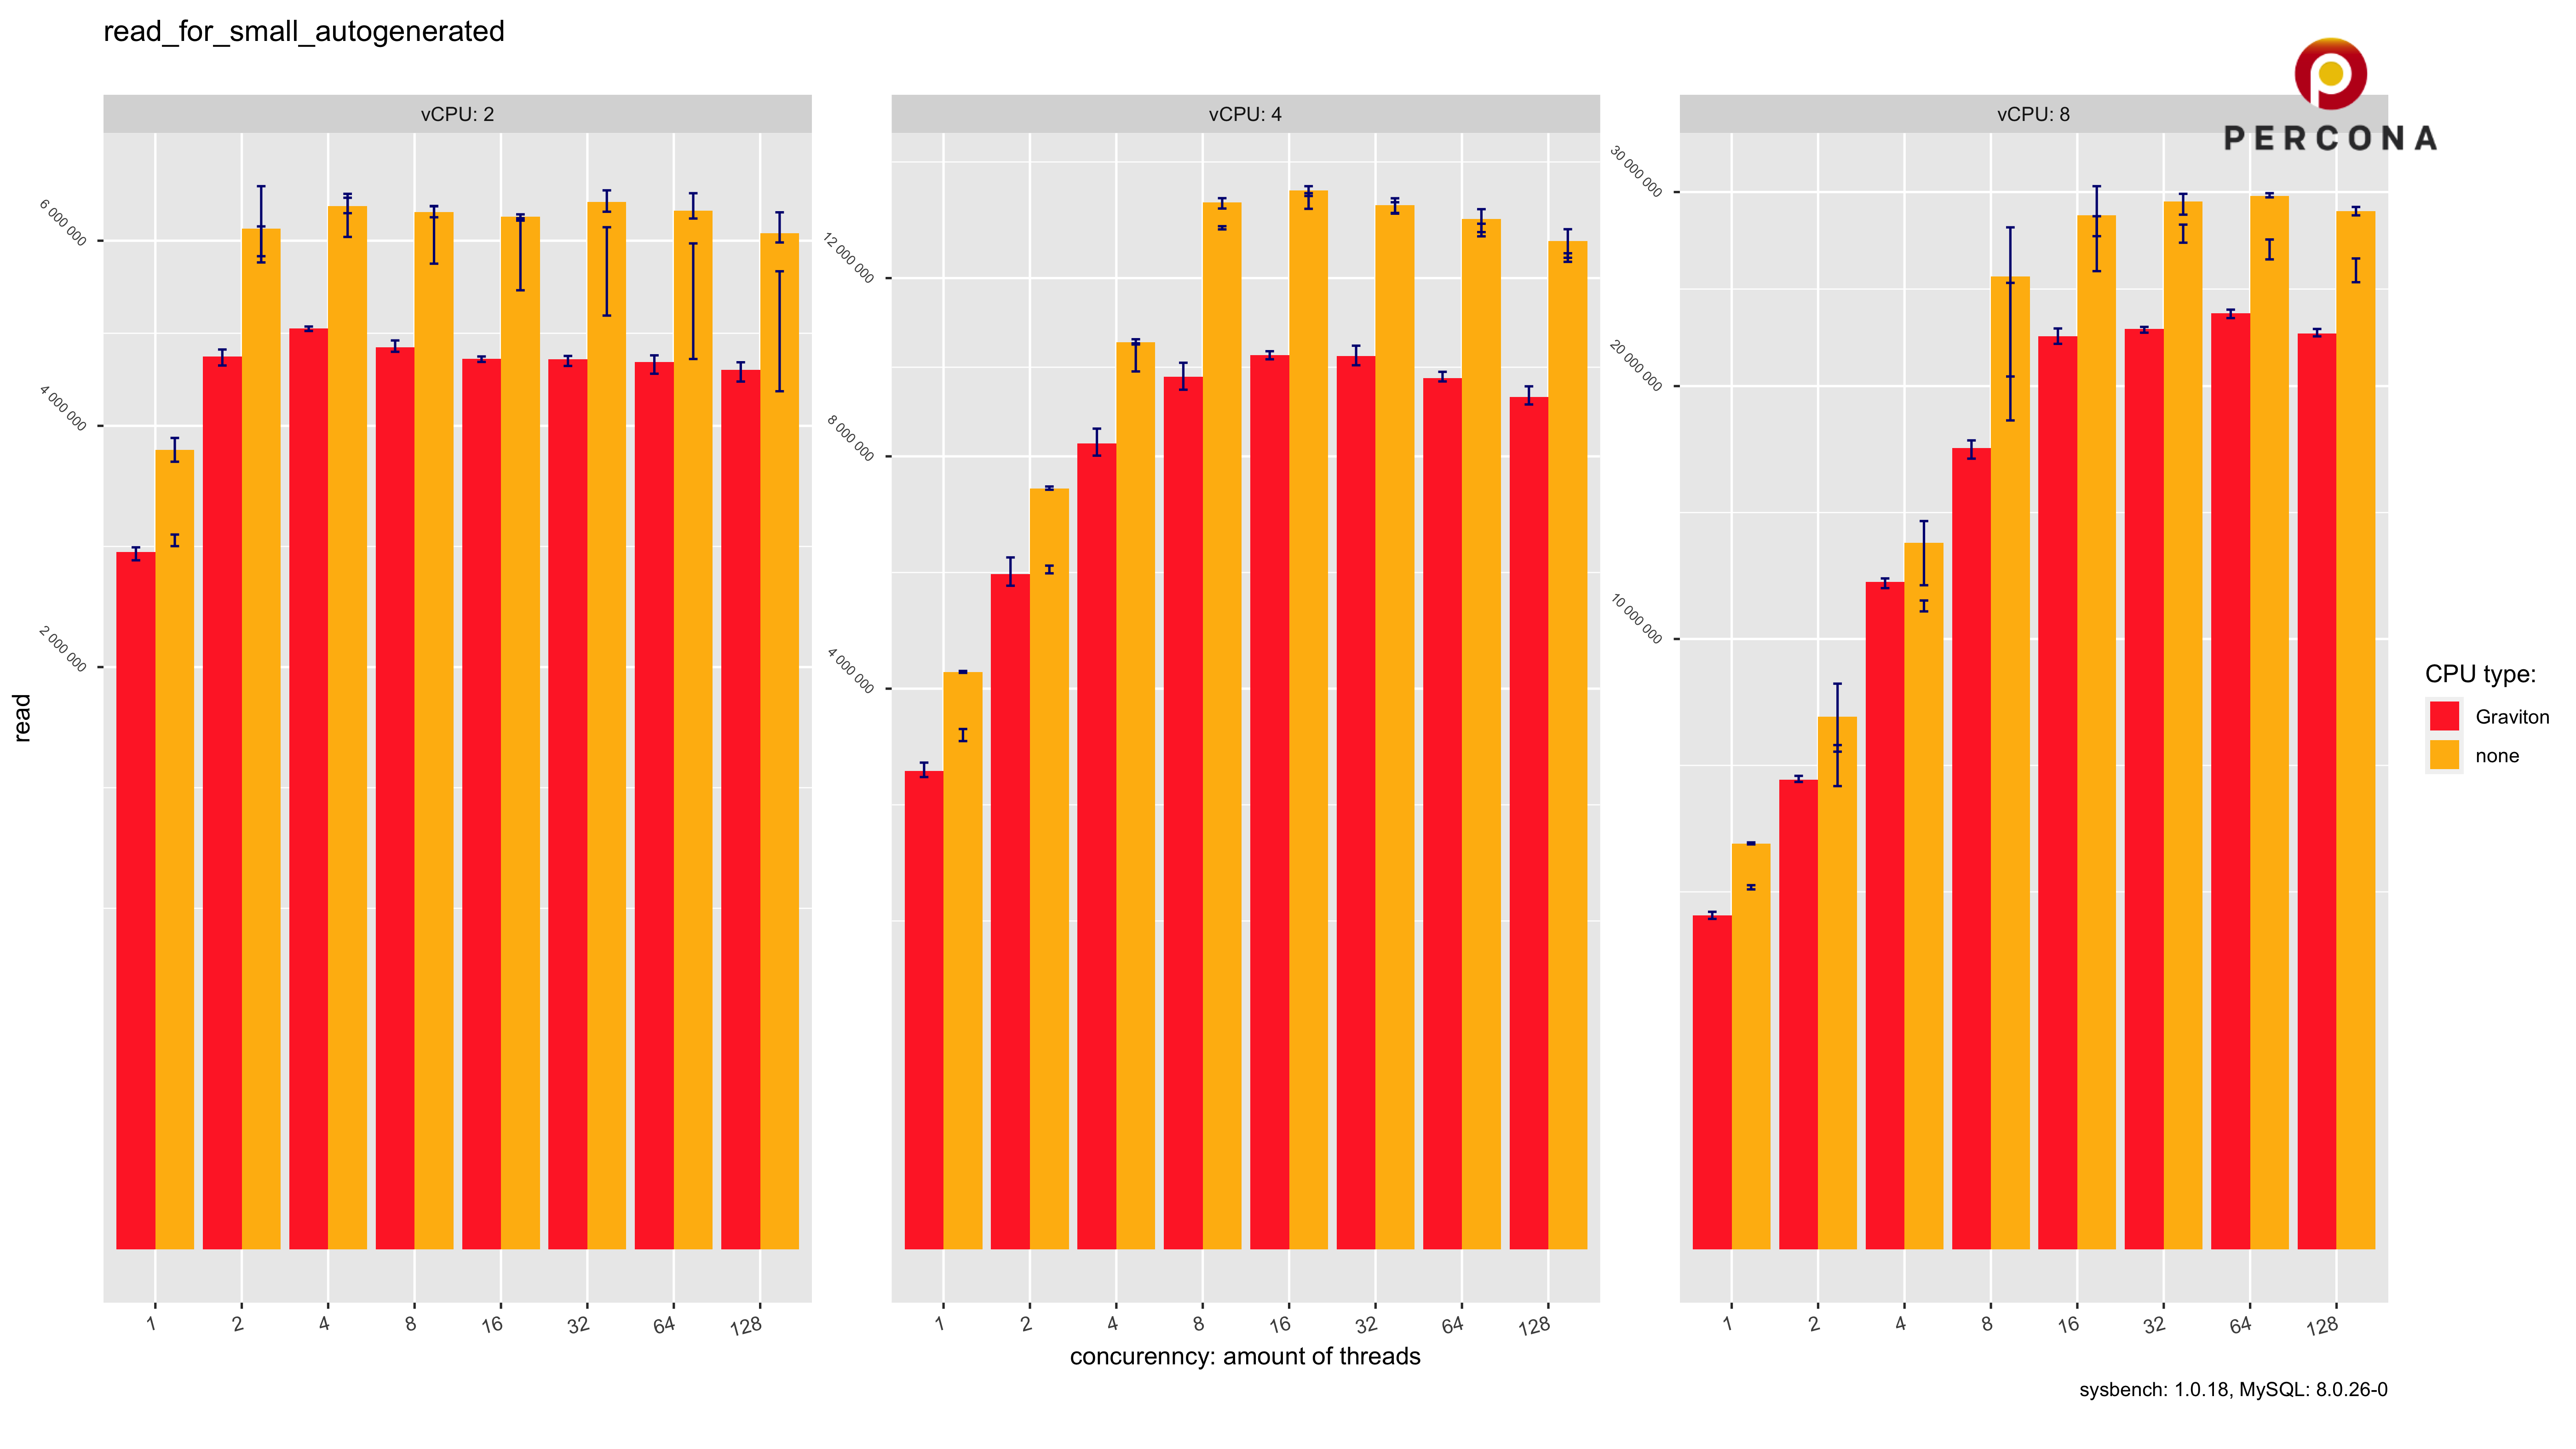 read_for_small_autogenerated
PERCONA
vCPU: 2
vCPU: 4
vCPU: 8
read
6 000 000
4 000 000
2 000 000
12 000 000
8 000 000
4 000 000
30 000 000
20 000 000
10 000 000
1 2 4 8 16 32 64 128
1 2 4 8 16 32 64 128
1 2 4 8 16 32 64 128
concurenncy: amount of threads
CPU type:
Graviton
none
sysbench: 1.0.18, MySQL: 8.0.26-0